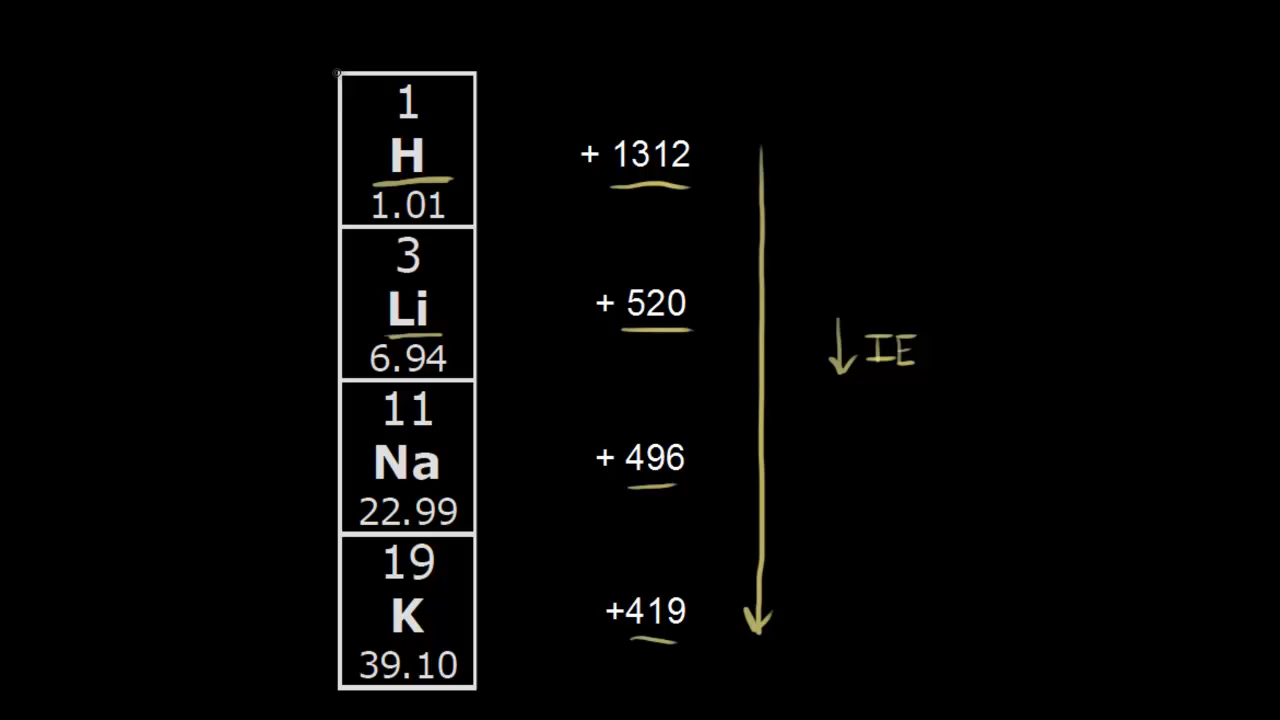 1
H
1.01
+ 1312
3
Li
6.94
+ 520
↓ IE
11
Na
22.99
+ 496
19
K
39.10
+419